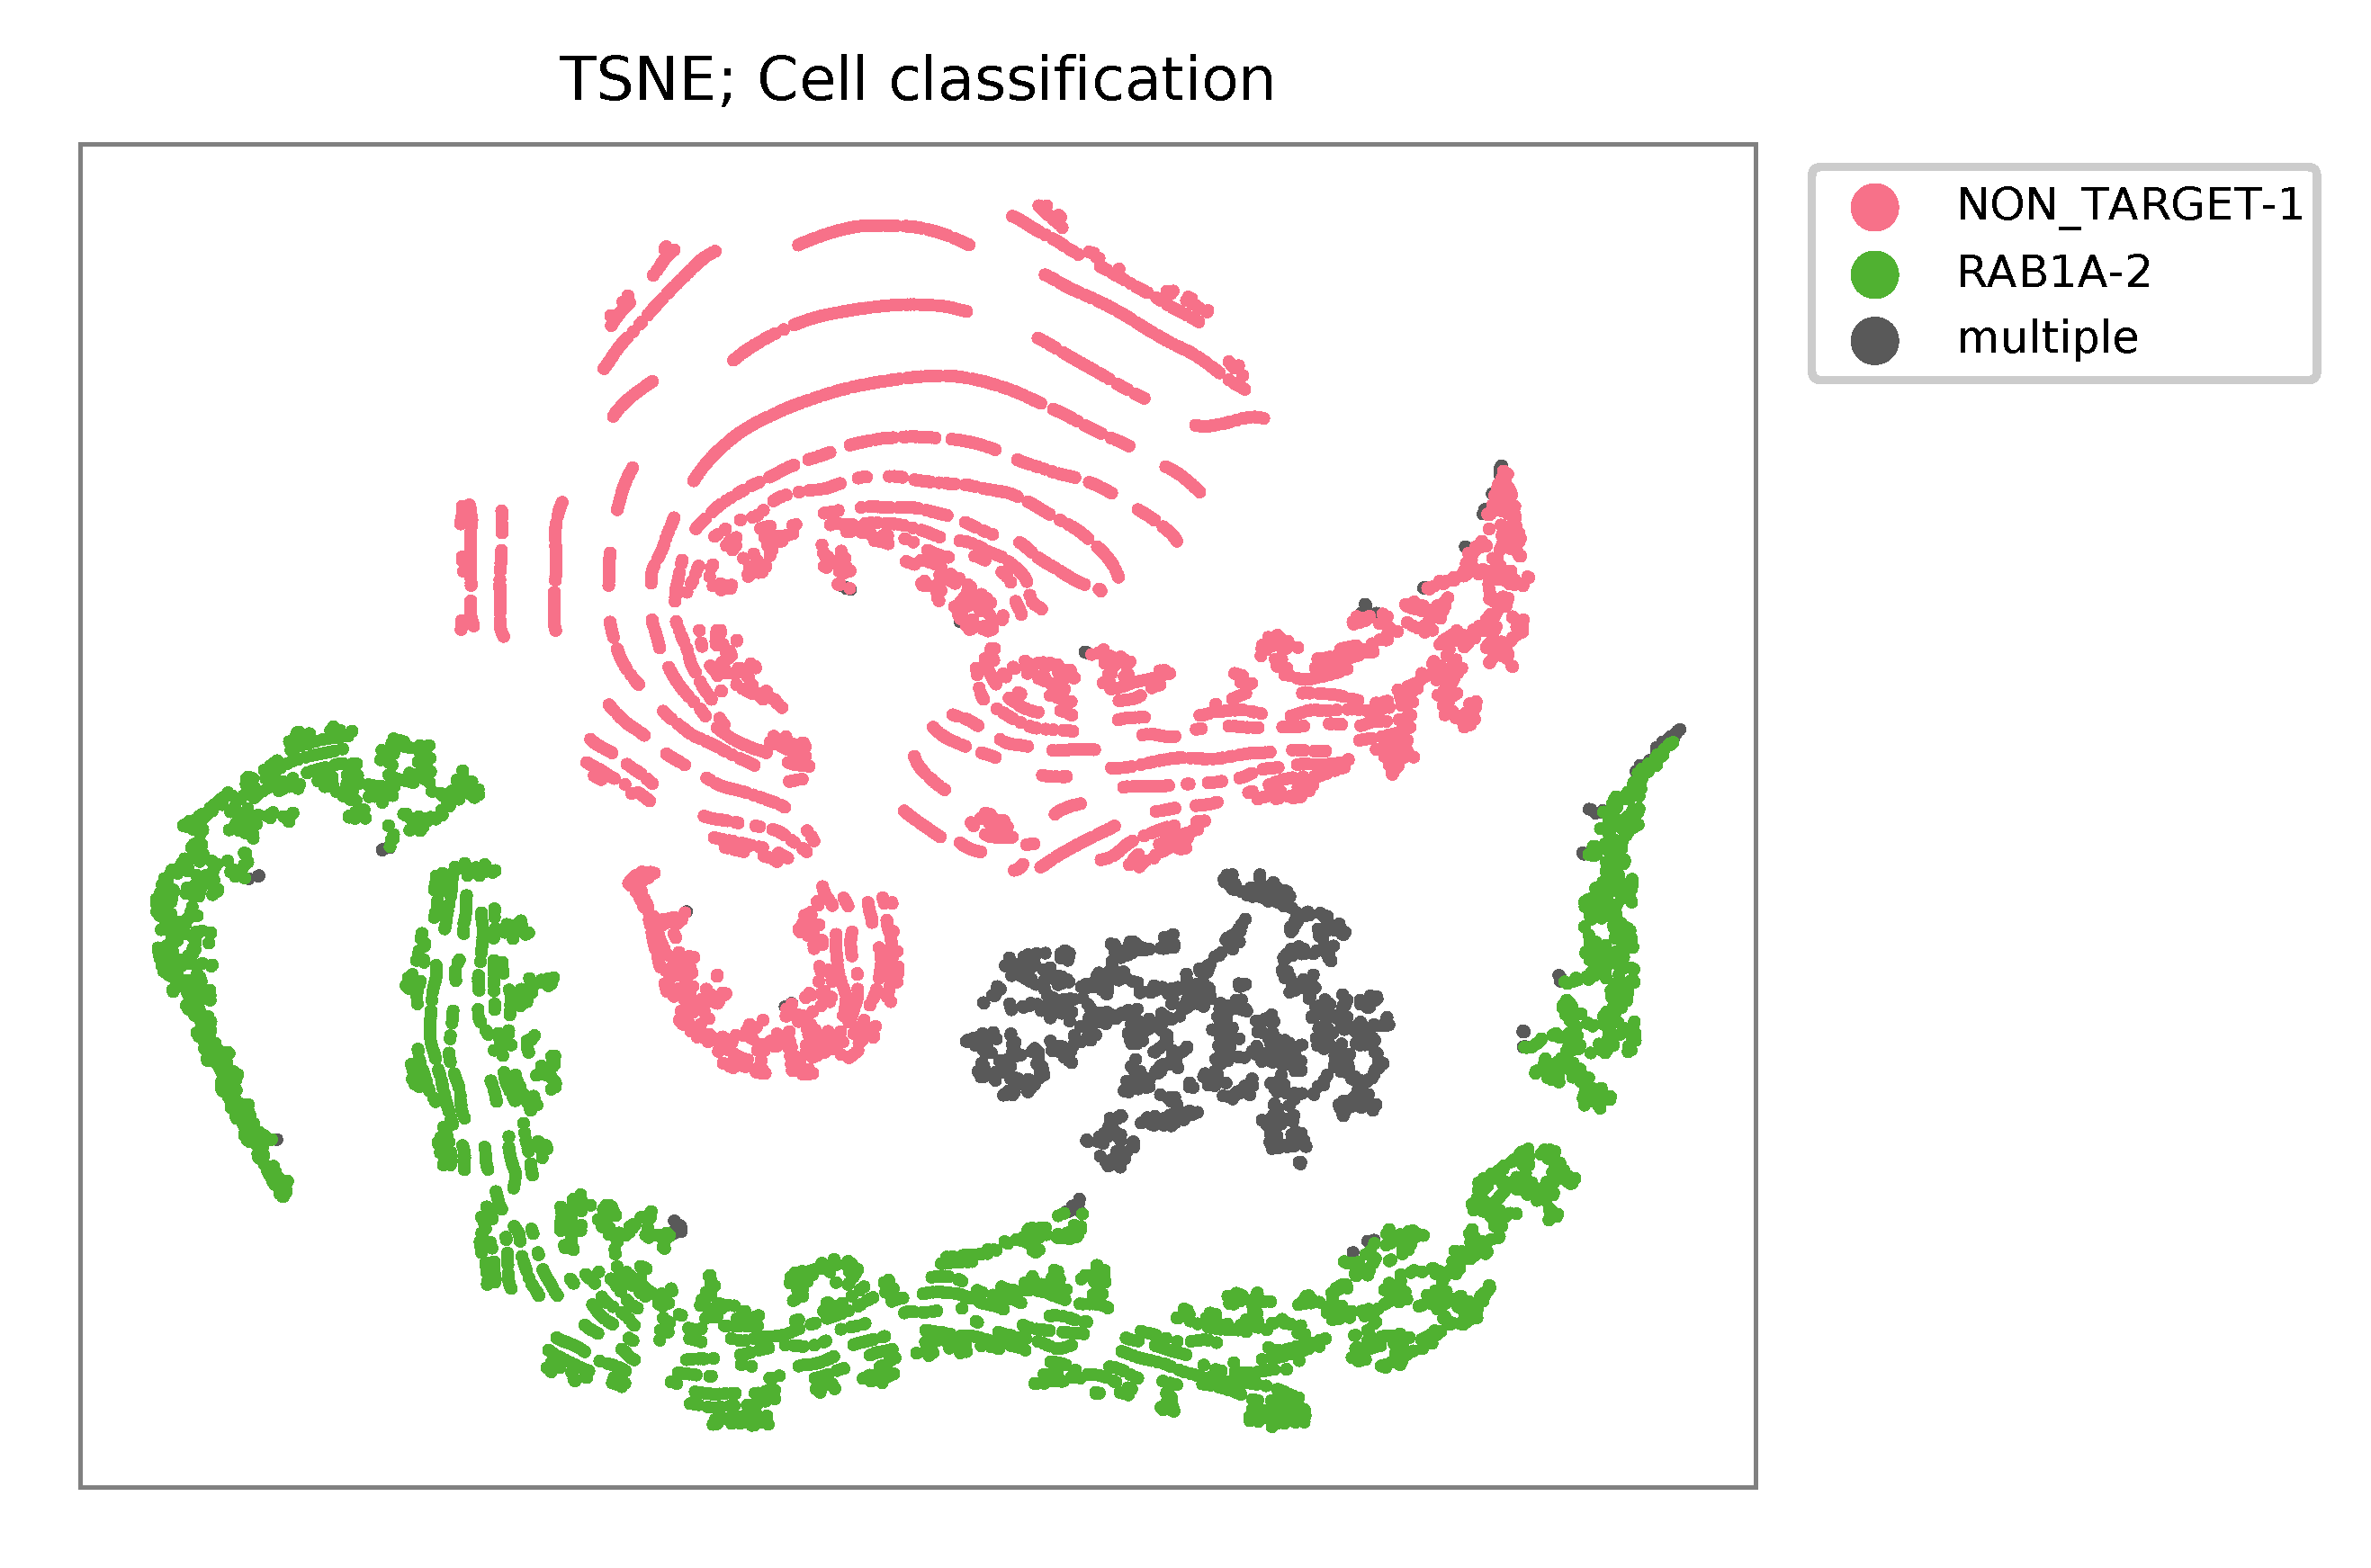 TSNE; Cell classification
NON_TARGET-1
RAB1A-2
multiple